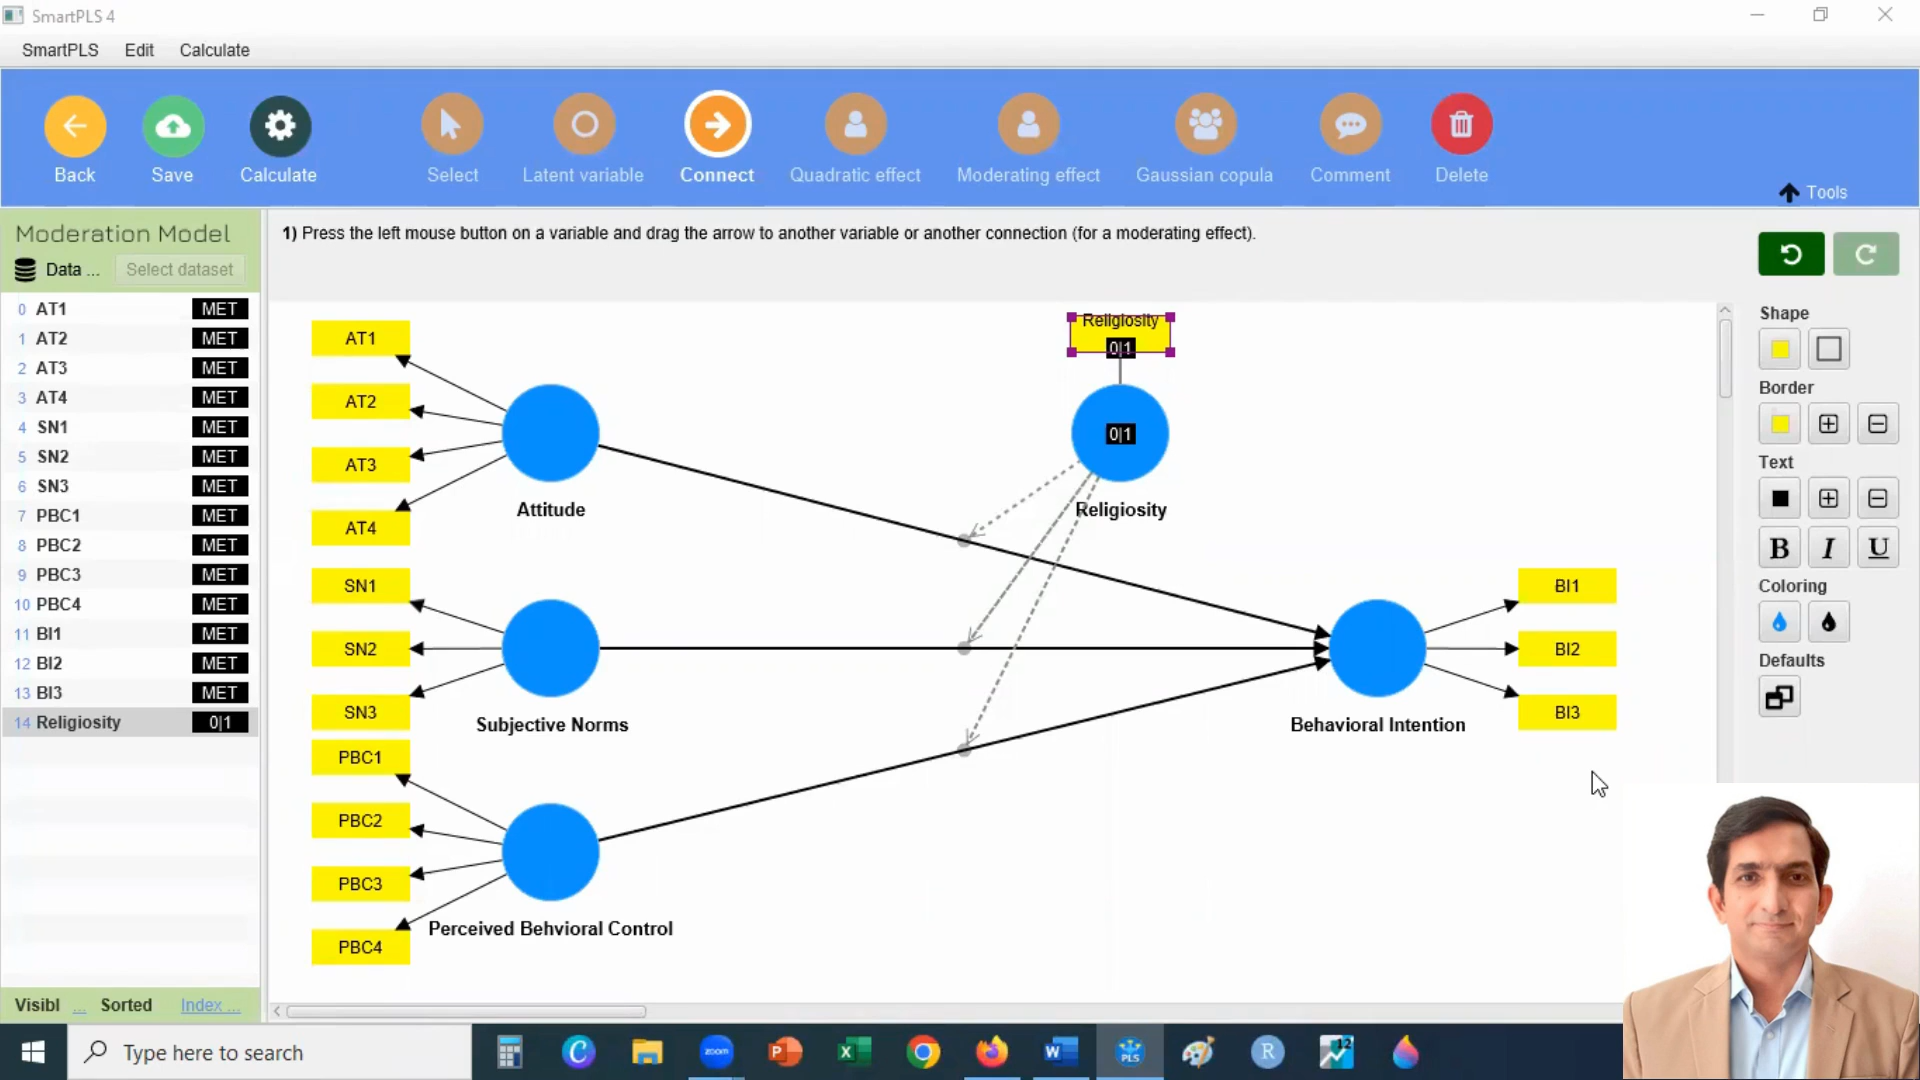 SmartPLS 4
SmartPLS Edit Calculate
Back Save Calculate Select Latent variable Connect Quadratic effect Moderating effect Gaussian copula Comment Delete
Tools
Moderation Model
Data ... Select dataset
1) Press the left mouse button on a variable and drag the arrow to another variable or another connection (for a moderating effect).
0 AT1 MET
1 AT2 MET
2 AT3 MET
3 AT4 MET
4 SN1 MET
5 SN2 MET
6 SN3 MET
7 PBC1 MET
8 PBC2 MET
9 PBC3 MET
10 PBC4 MET
11 BI1 MET
12 BI2 MET
13 BI3 MET
14 Religiosity 0|1
Visibl ... Sorted Index ...
AT1
AT2
AT3
AT4
Attitude
SN1
SN2
SN3
Subjective Norms
PBC1
PBC2
PBC3
PBC4
Perceived Behvioral Control
Religiosity
0|1
0|1
Religiosity
BI1
BI2
BI3
Behavioral Intention
Shape
Border
Text
B I U
Coloring
Defaults
Type here to search
zoom
P
X
W
PLS
R
12